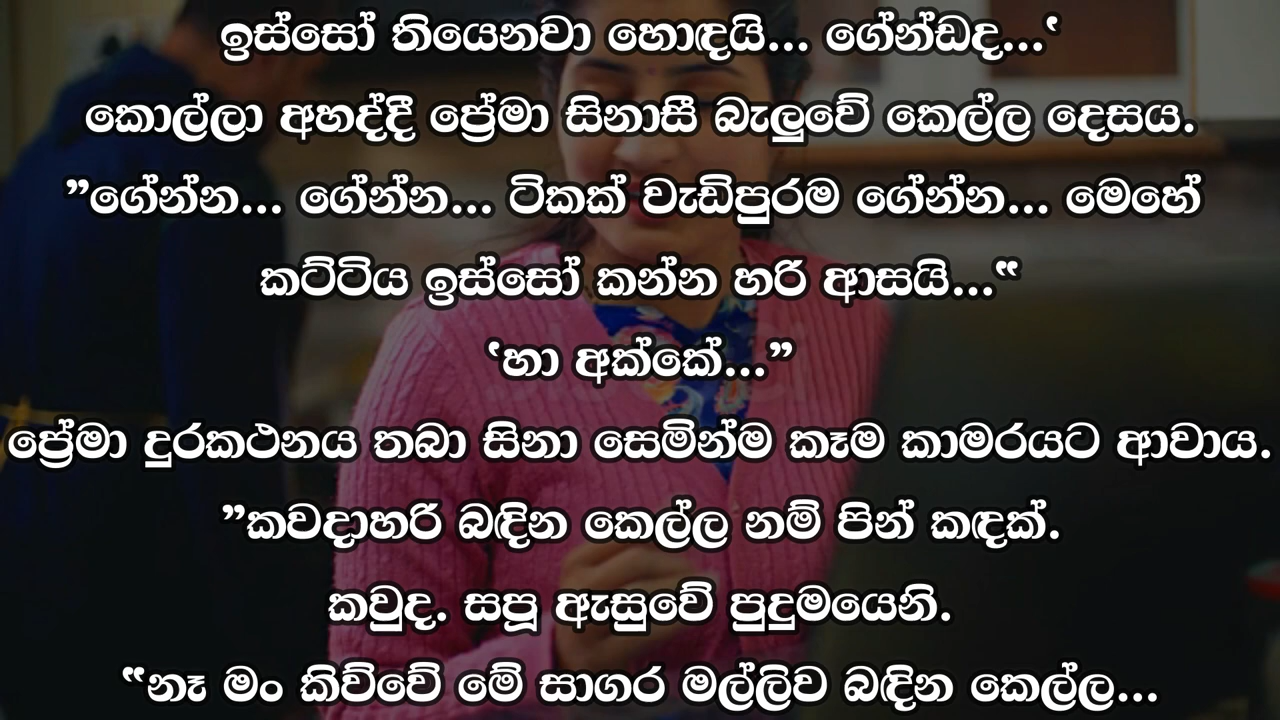 ඉස්සෝ තියෙනවා හොඳයි... ගේන්ඩද...‘
කොල්ලා අහද්දී ප්‍රේමා සිනාසී බැලුවේ කෙල්ල දෙසය.
”ගේන්න... ගේන්න... ටිකක් වැඩිපුරම ගේන්න... මෙහේ
කට්ටිය ඉස්සෝ කන්න හරි ආසයි...“
‘හා අක්කේ...”
ප්‍රේමා දුරකථනය තබා සිනා සෙමින්ම කෑම කාමරයට ආවාය.
”කවදාහරි බඳින කෙල්ල නම් පින් කඳක්.
කවුද. සපූ ඇසුවේ පුදුමයෙනි.
“නෑ මං කිව්වේ මේ සාගර මල්ලිව බඳින කෙල්ල...